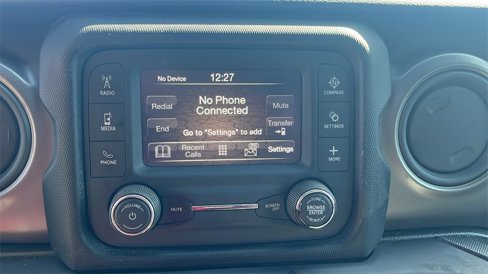 No Device 12:27
RADIO
MEDIA
PHONE
Redial
End
No Phone
Connected
Go to "Settings" to add
Mute
Transfer
Recent
Calls
Settings
COMPASS
SETTINGS
MORE
VOLUME
MUTE
SCREEN
OFF
BROWSE
ENTER
SCROLL